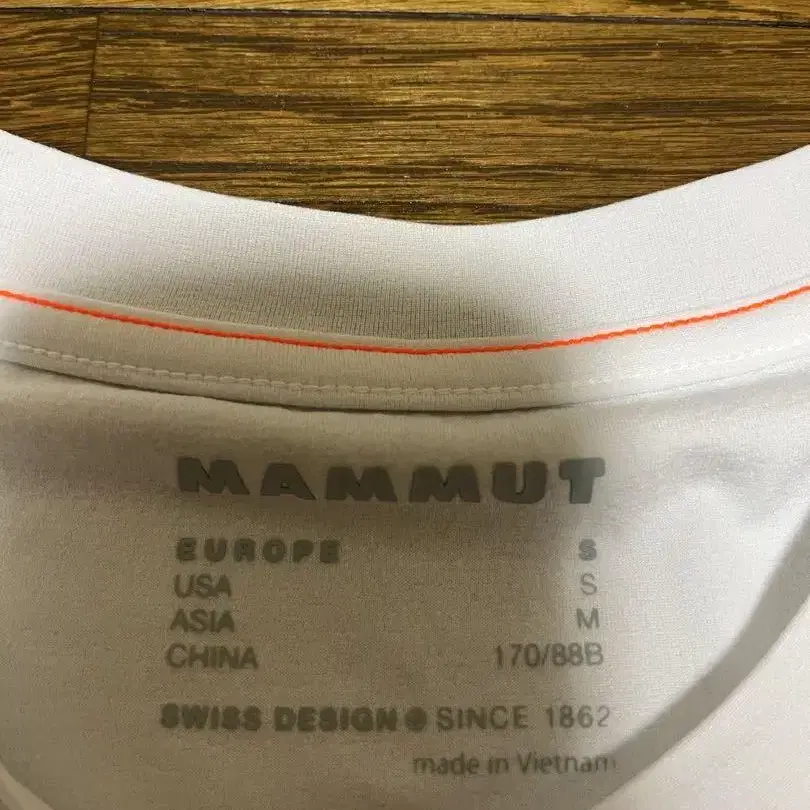 MAMMUT
EUROPE S
USA S
ASIA M
CHINA 170/88B
SWISS DESIGN SINCE 1862
made in Vietnam